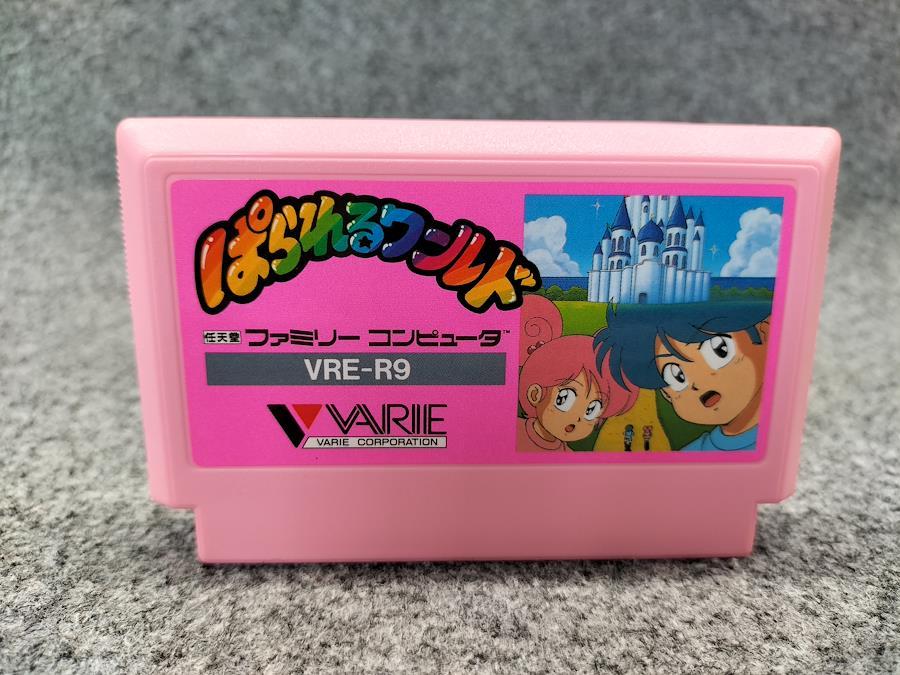 ぱられるワールド
任天堂 ファミリー コンピュータ™
VRE-R9
VARIE
VARIE CORPORATION